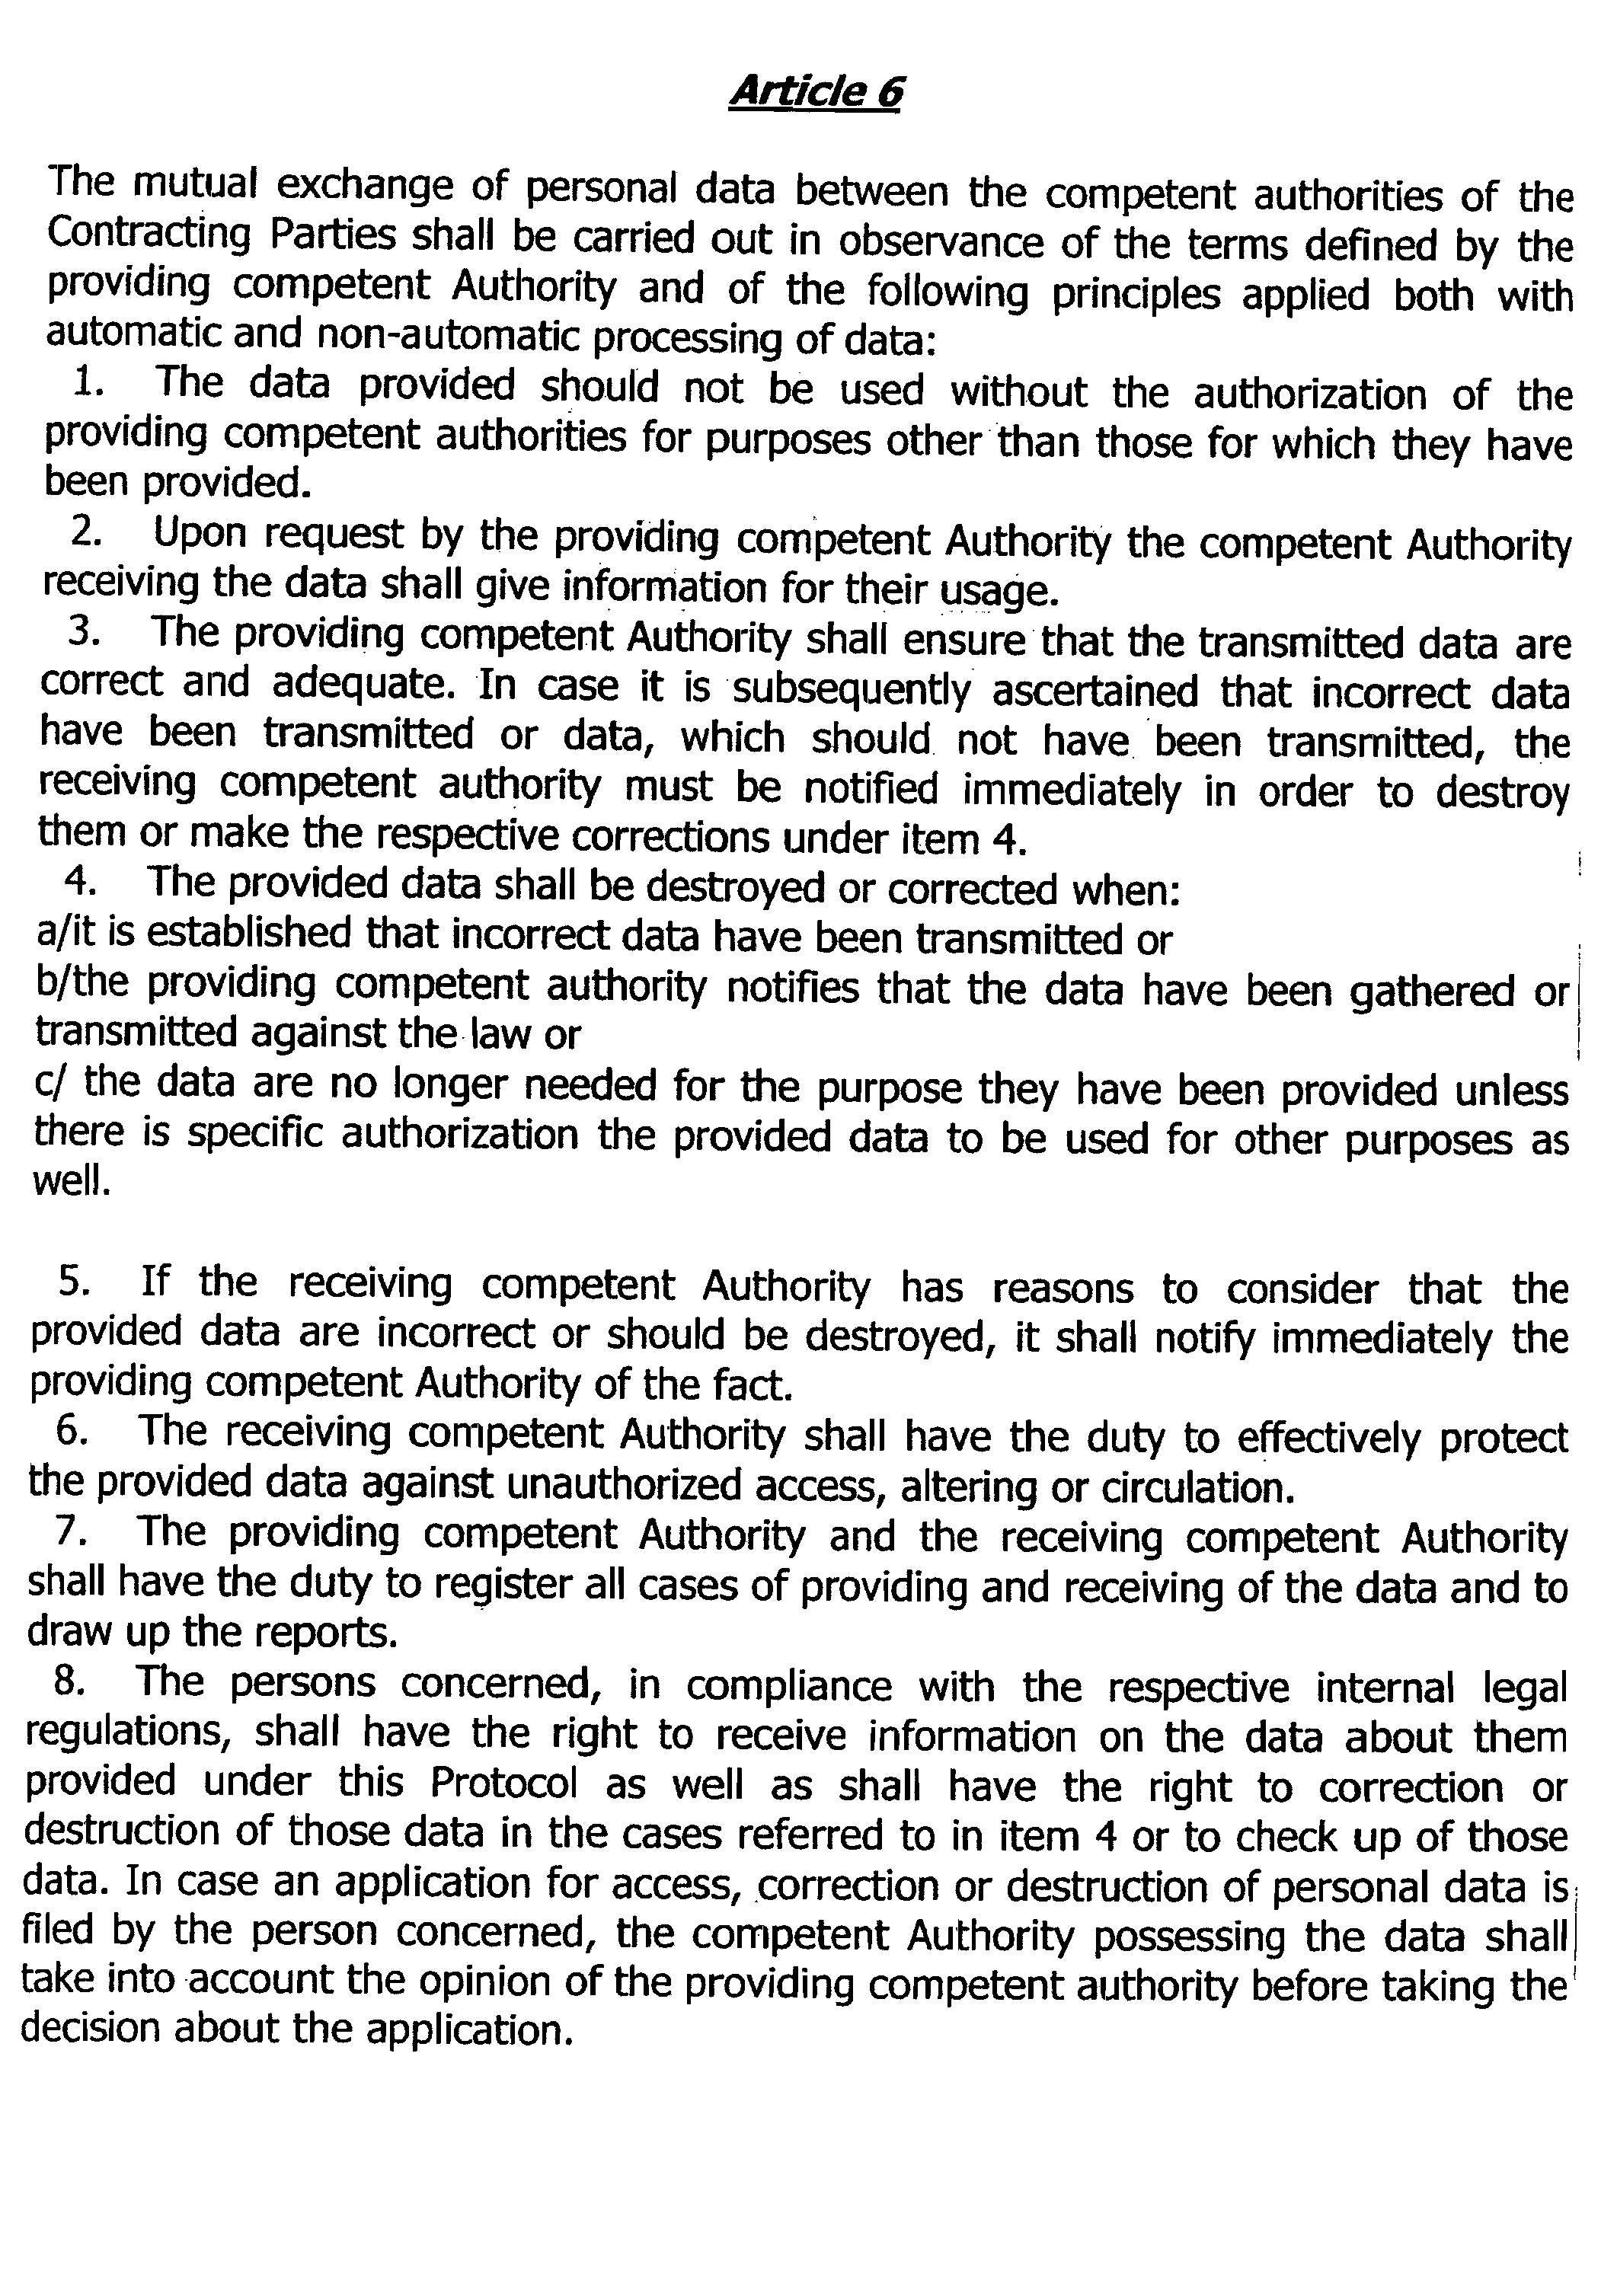 Article 6
The mutual exchange of personal data between the competent authorities of the
Contracting Parties shall be carried out in observance of the terms defined by the
providing competent Authority and of the following principles applied both with
automatic and non-automatic processing of data:
1. The data provided should not be used without the authorization of the
providing competent authorities for purposes other than those for which they have
been provided.
2. Upon request by the providing competent Authority the competent Authority
receiving the data shall give information for their usage.
3. The providing competent Authority shall ensure that the transmitted data are
correct and adequate. In case it is subsequently ascertained that incorrect data
have been transmitted or data, which should not have been transmitted, the
receiving competent authority must be notified immediately in order to destroy
them or make the respective corrections under item 4.
4. The provided data shall be destroyed or corrected when:
a/it is established that incorrect data have been transmitted or
b/the providing competent authority notifies that the data have been gathered or
transmitted against the law or
c/ the data are no longer needed for the purpose they have been provided unless
there is specific authorization the provided data to be used for other purposes as
well.
5. If the receiving competent Authority has reasons to consider that the
provided data are incorrect or should be destroyed, it shall notify immediately the
providing competent Authority of the fact.
6. The receiving competent Authority shall have the duty to effectively protect
the provided data against unauthorized access, altering or circulation.
7. The providing competent Authority and the receiving competent Authority
shall have the duty to register all cases of providing and receiving of the data and to
draw up the reports.
8. The persons concerned, in compliance with the respective internal legal
regulations, shall have the right to receive information on the data about them
provided under this Protocol as well as shall have the right to correction or
destruction of those data in the cases referred to in item 4 or to check up of those
data. In case an application for access, correction or destruction of personal data is
filed by the person concerned, the competent Authority possessing the data shall
take into account the opinion of the providing competent authority before taking the
decision about the application.